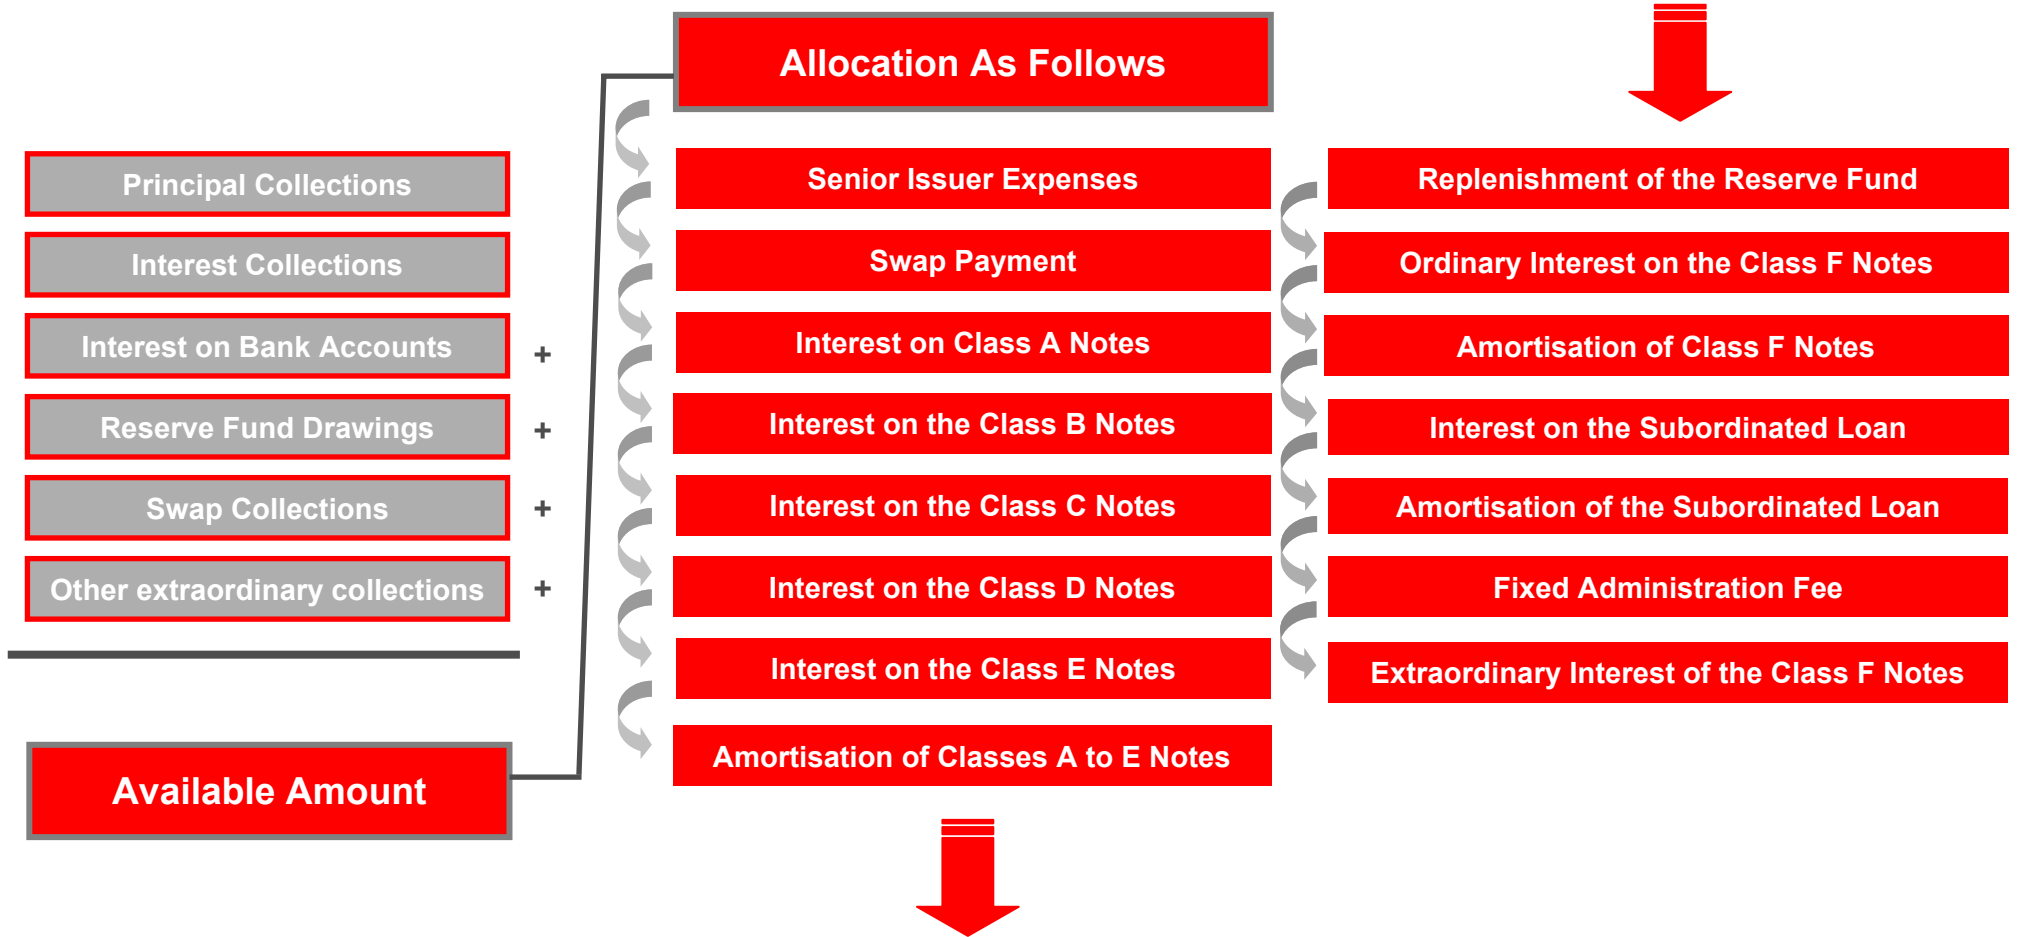 Principal Collections
Interest Collections
Interest on Bank Accounts
+
Reserve Fund Drawings
+
Swap Collections
+
Other extraordinary collections
+
Available Amount
Allocation As Follows
Senior Issuer Expenses
Swap Payment
Interest on Class A Notes
Interest on the Class B Notes
Interest on the Class C Notes
Interest on the Class D Notes
Interest on the Class E Notes
Amortisation of Classes A to E Notes
Replenishment of the Reserve Fund
Ordinary Interest on the Class F Notes
Amortisation of Class F Notes
Interest on the Subordinated Loan
Amortisation of the Subordinated Loan
Fixed Administration Fee
Extraordinary Interest of the Class F Notes